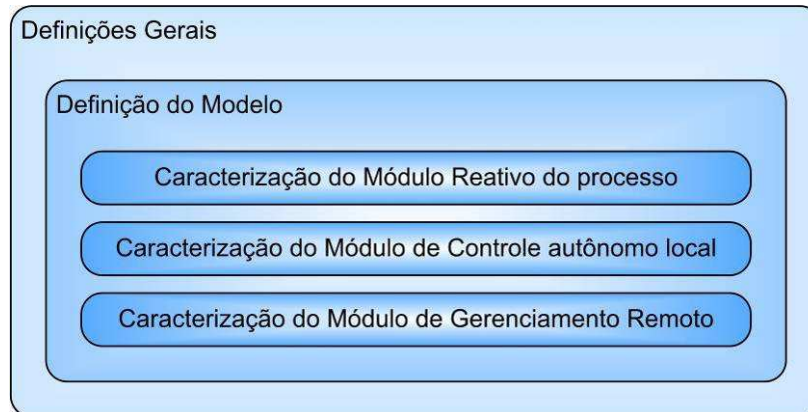 Definições Gerais
Definição do Modelo
Caracterização do Módulo Reativo do processo
Caracterização do Módulo de Controle autônomo local
Caracterização do Módulo de Gerenciamento Remoto